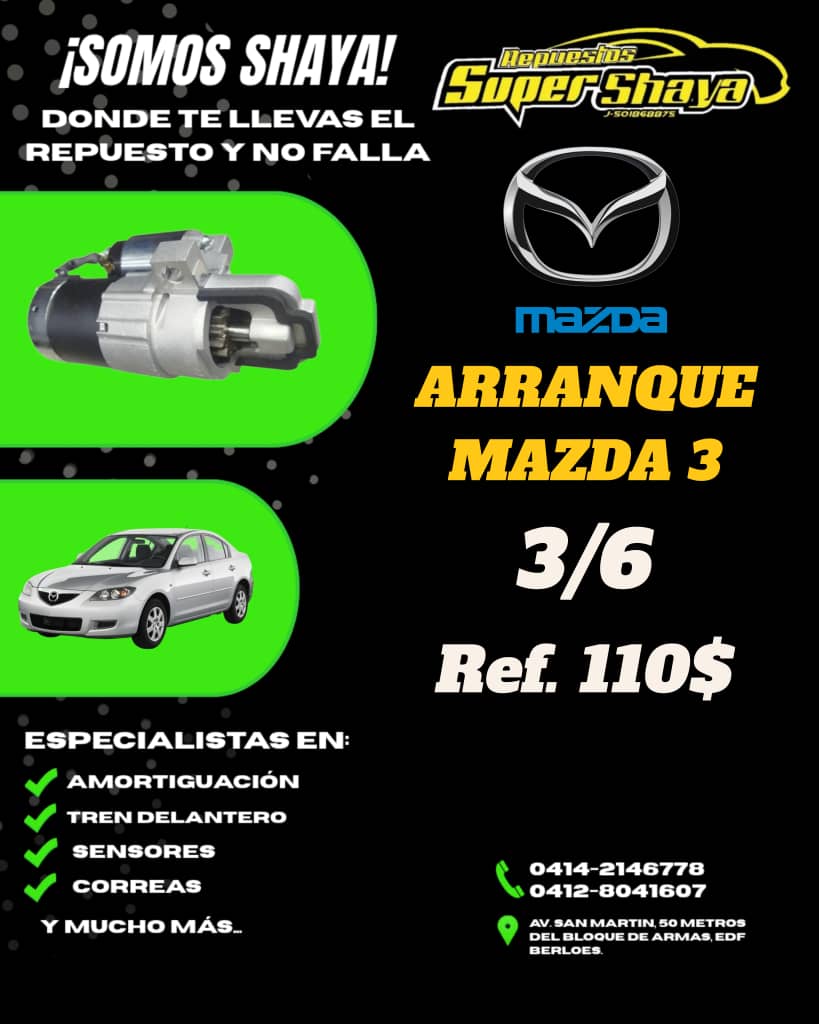 ¡SOMOS SHAYA!
DONDE TE LLEVAS EL
REPUESTO Y NO FALLA
Repuestos
Super Shaya
J-501868875
mazDa
ARRANQUE
MAZDA 3
3/6
Ref. 110$
ESPECIALISTAS EN:
AMORTIGUACIÓN
TREN DELANTERO
SENSORES
CORREAS
Y MUCHO MÁS...
0414-2146778
0412-8041607
AV. SAN MARTIN, 50 METROS
DEL BLOQUE DE ARMAS, EDF
BERLOES.